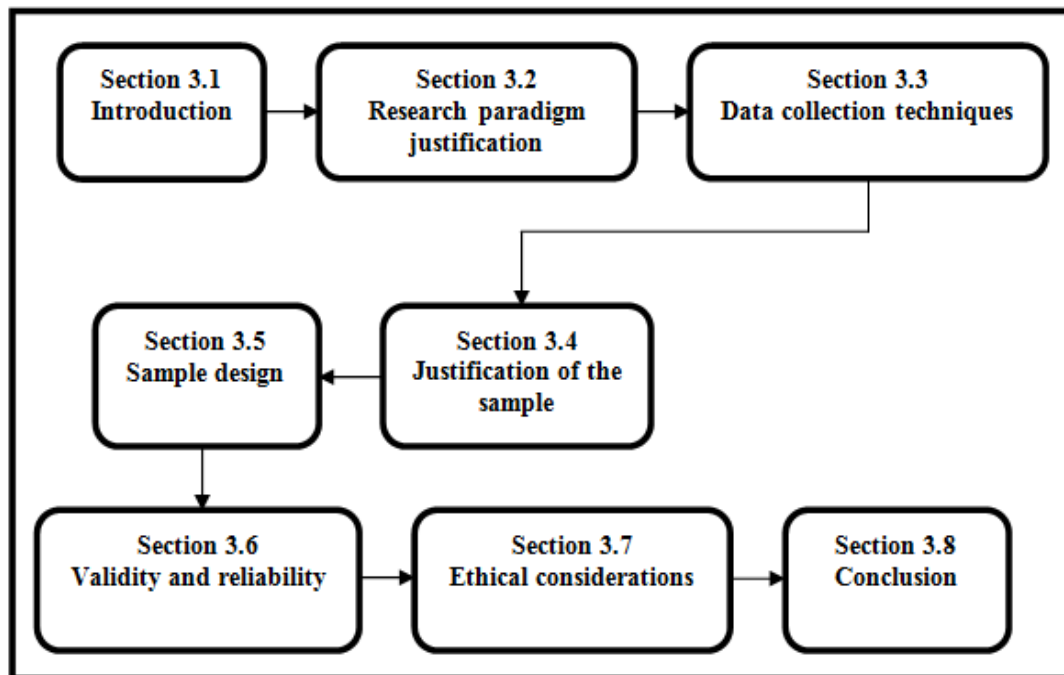 Section 3.1
Introduction
Section 3.2
Research paradigm
justification
Section 3.3
Data collection techniques
Section 3.4
Justification of the
sample
Section 3.5
Sample design
Section 3.6
Validity and reliability
Section 3.7
Ethical considerations
Section 3.8
Conclusion